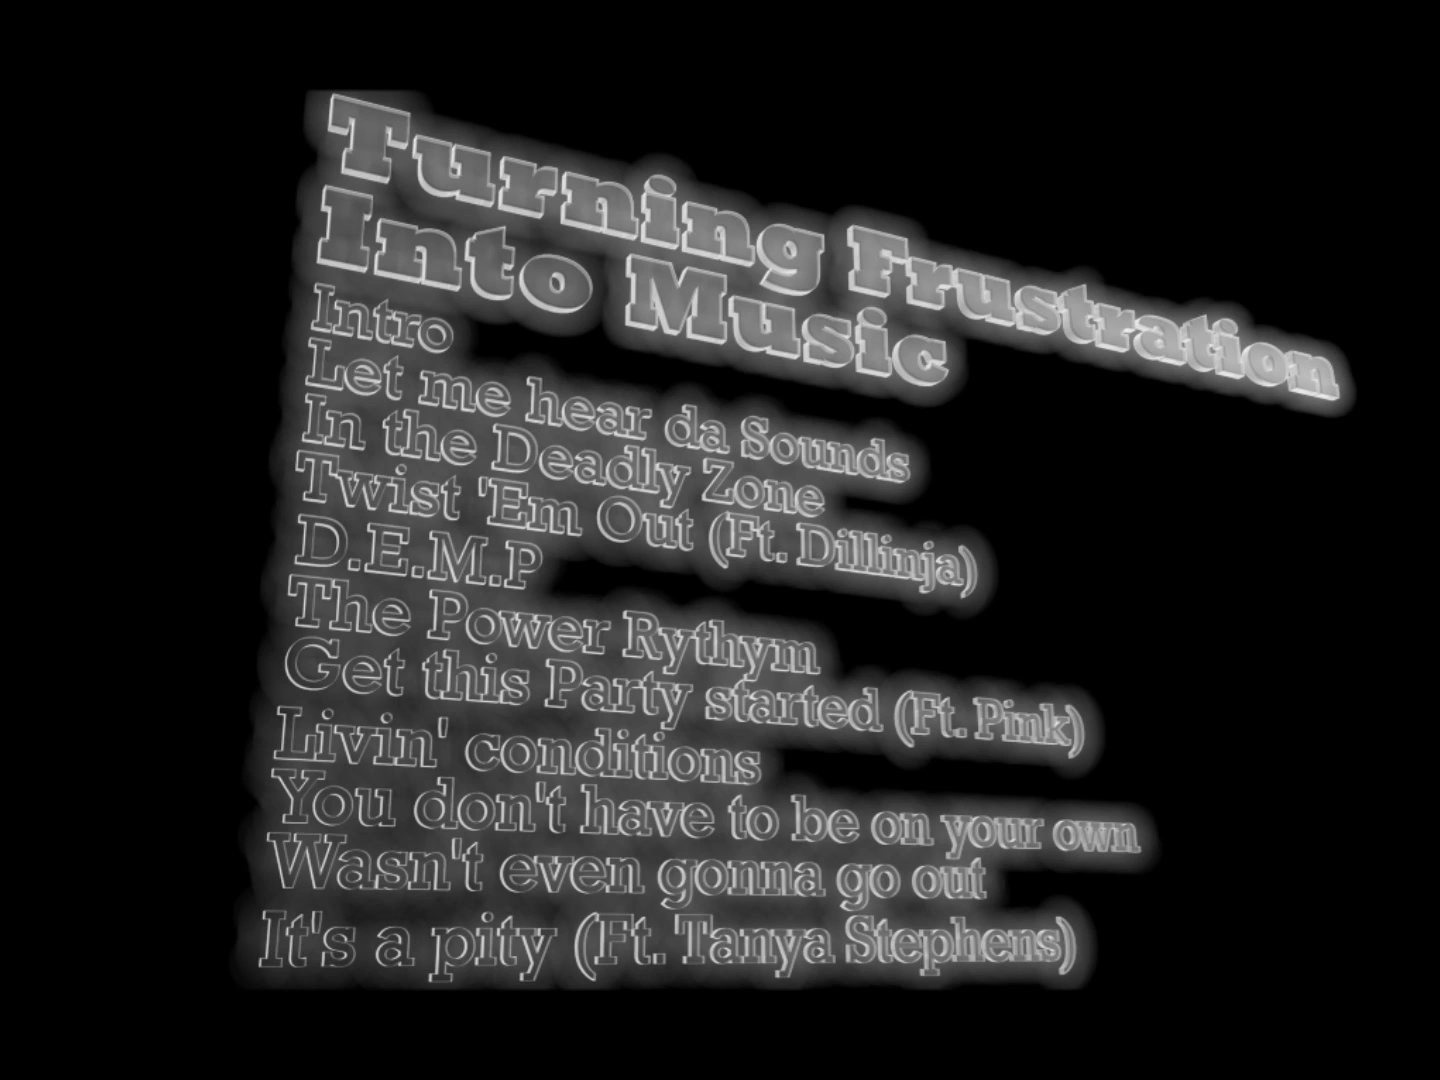 Turning Frustration
Into Music
Intro
Let me hear da Sounds
In the Deadly Zone
Twist 'Em Out (Ft. Dillinja)
D.E.M.P
The Power Rythym
Get this Party started (Ft. Pink)
Livin' conditions
You don't have to be on your own
Wasn't even gonna go out
It's a pity (Ft. Tanya Stephens)